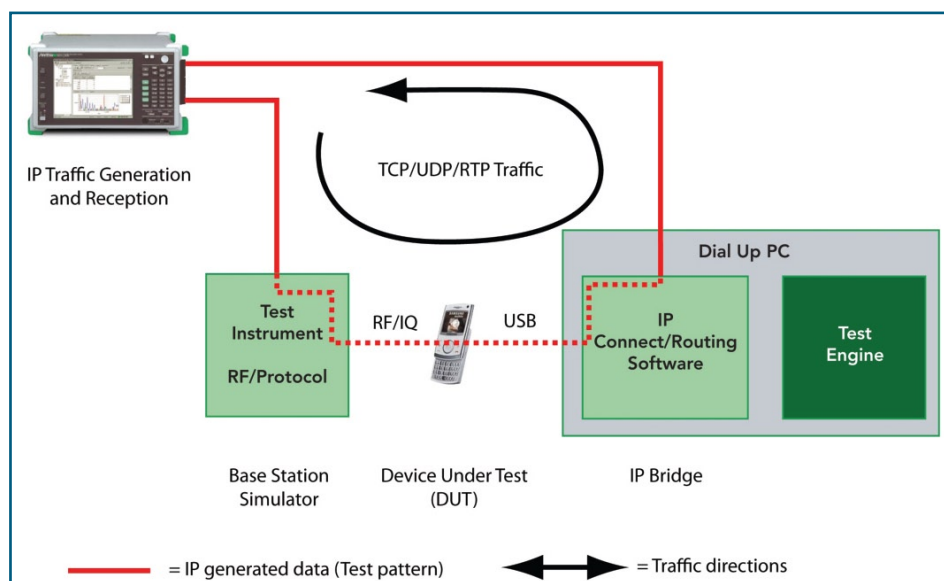 IP Traffic Generation
and Reception
TCP/UDP/RTP Traffic
Dial Up PC
Test
Instrument
RF/Protocol
RF/IQ
USB
IP
Connect/Routing
Software
Test
Engine
Base Station
Simulator
Device Under Test
(DUT)
IP Bridge
= IP generated data (Test pattern)
= Traffic directions